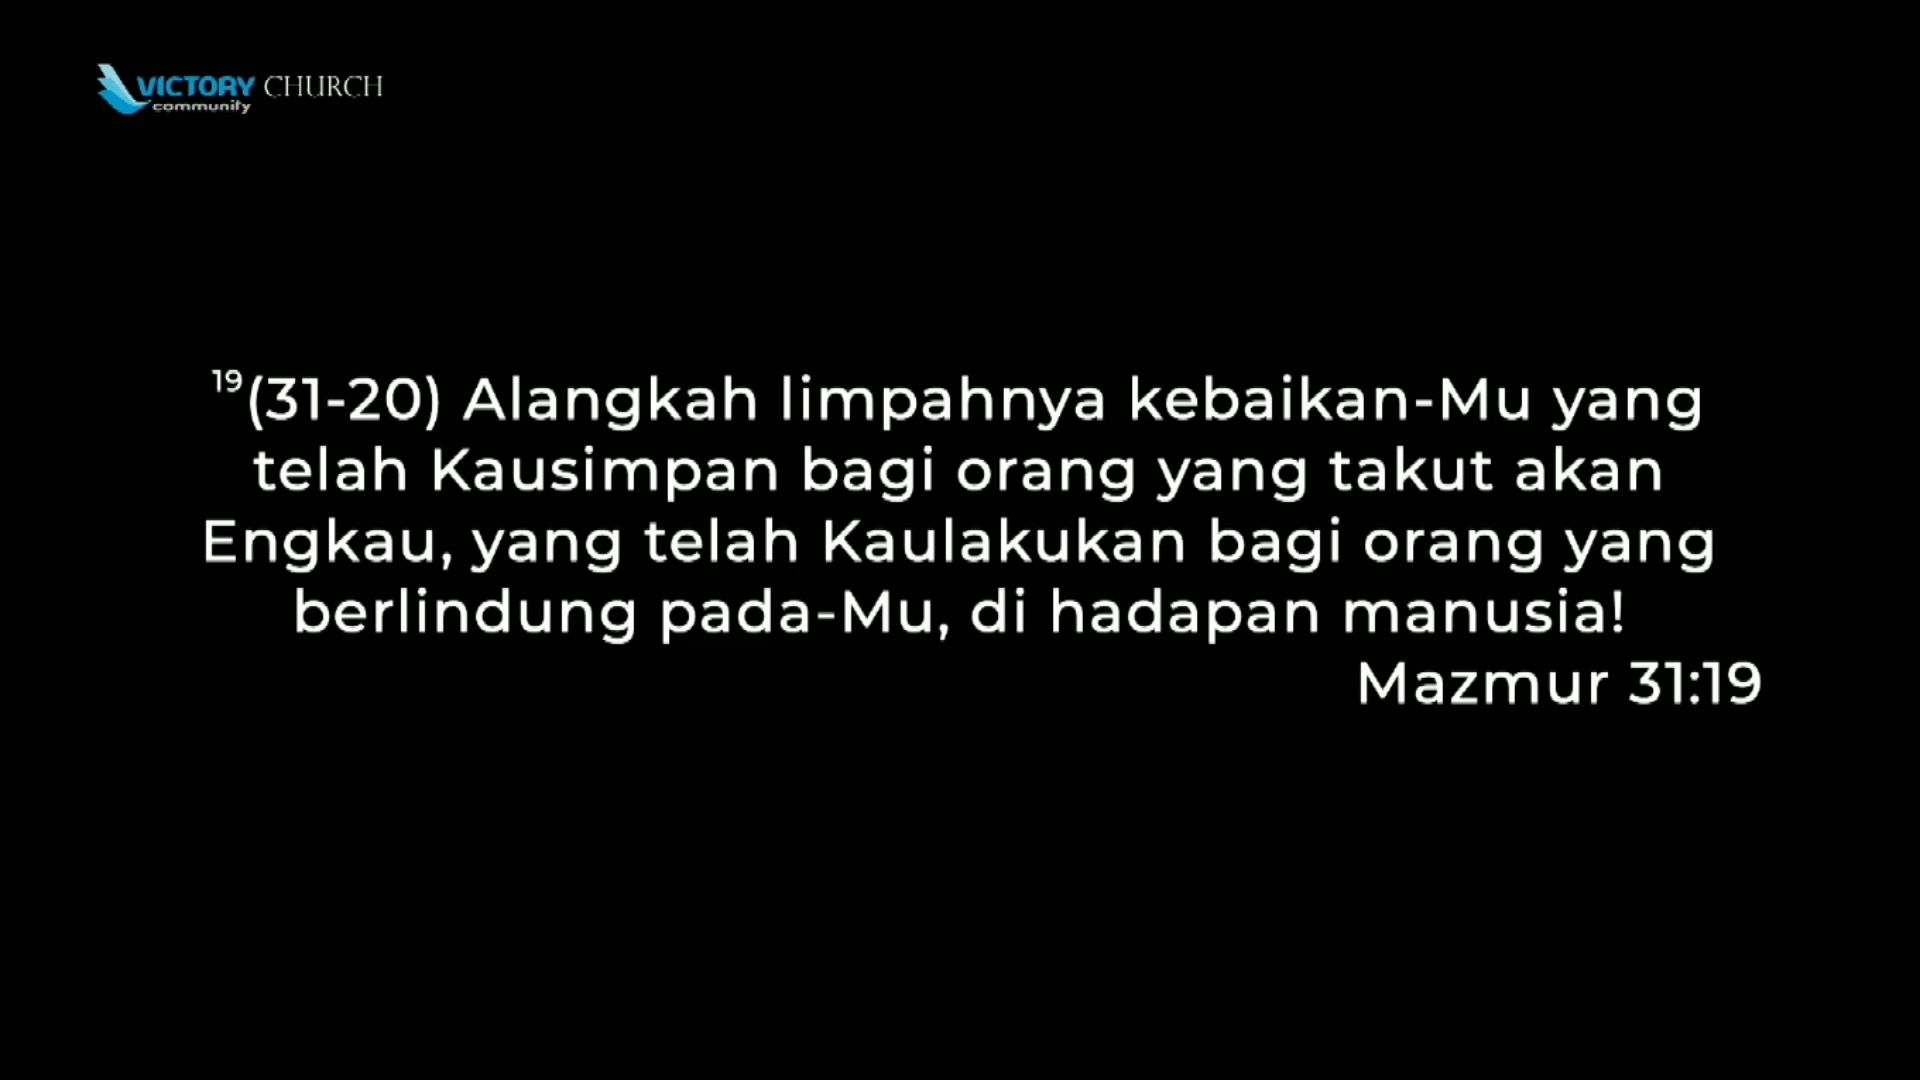 VICTORY CHURCH
community
19(31-20) Alangkah limpahnya kebaikan-Mu yang
telah Kausimpan bagi orang yang takut akan
Engkau, yang telah Kaulakukan bagi orang yang
berlindung pada-Mu, di hadapan manusia!
Mazmur 31:19